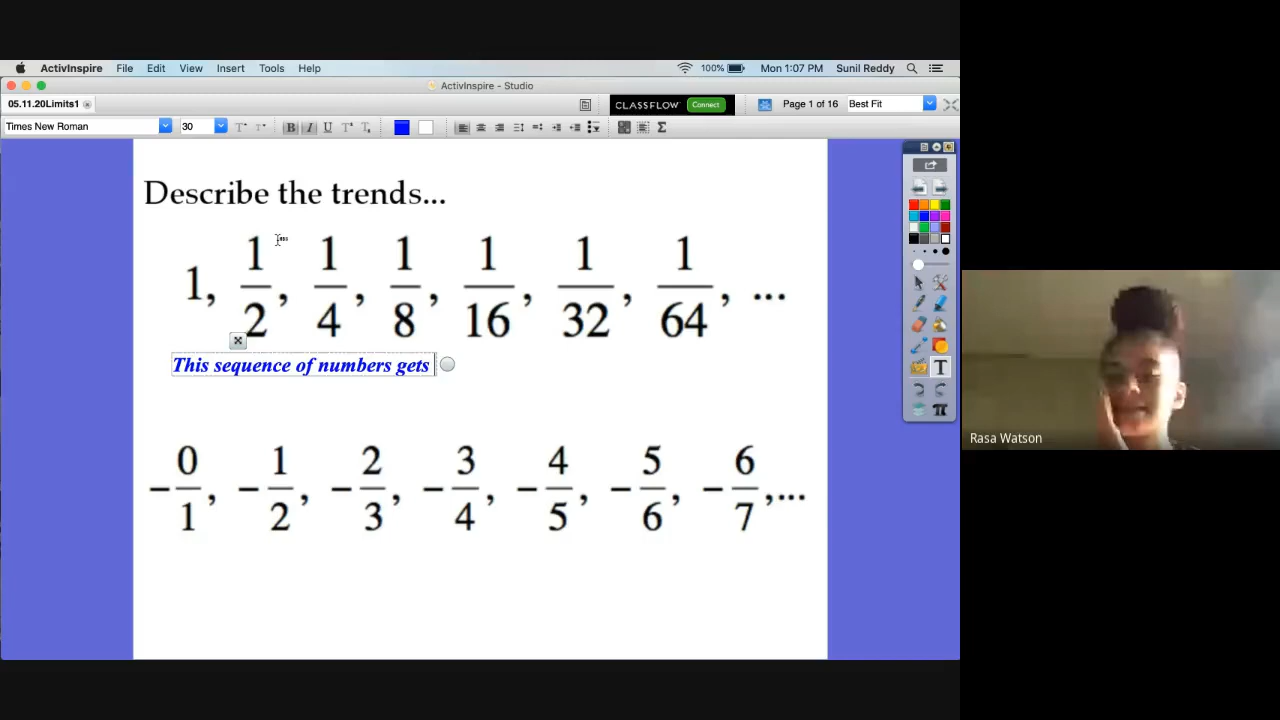 ActivInspire File Edit View Insert Tools Help 100% Mon 1:07 PM Sunil Reddy
ActivInspire - Studio
05.11.20Limits1 CLASSFLOW Connect Page 1 of 16 Best Fit
Times New Roman 30 B I U
Describe the trends...
1, 1/2, 1/4, 1/8, 1/16, 1/32, 1/64, ...
This sequence of numbers gets
-0/1, -1/2, -2/3, -3/4, -4/5, -5/6, -6/7,...
Rasa Watson